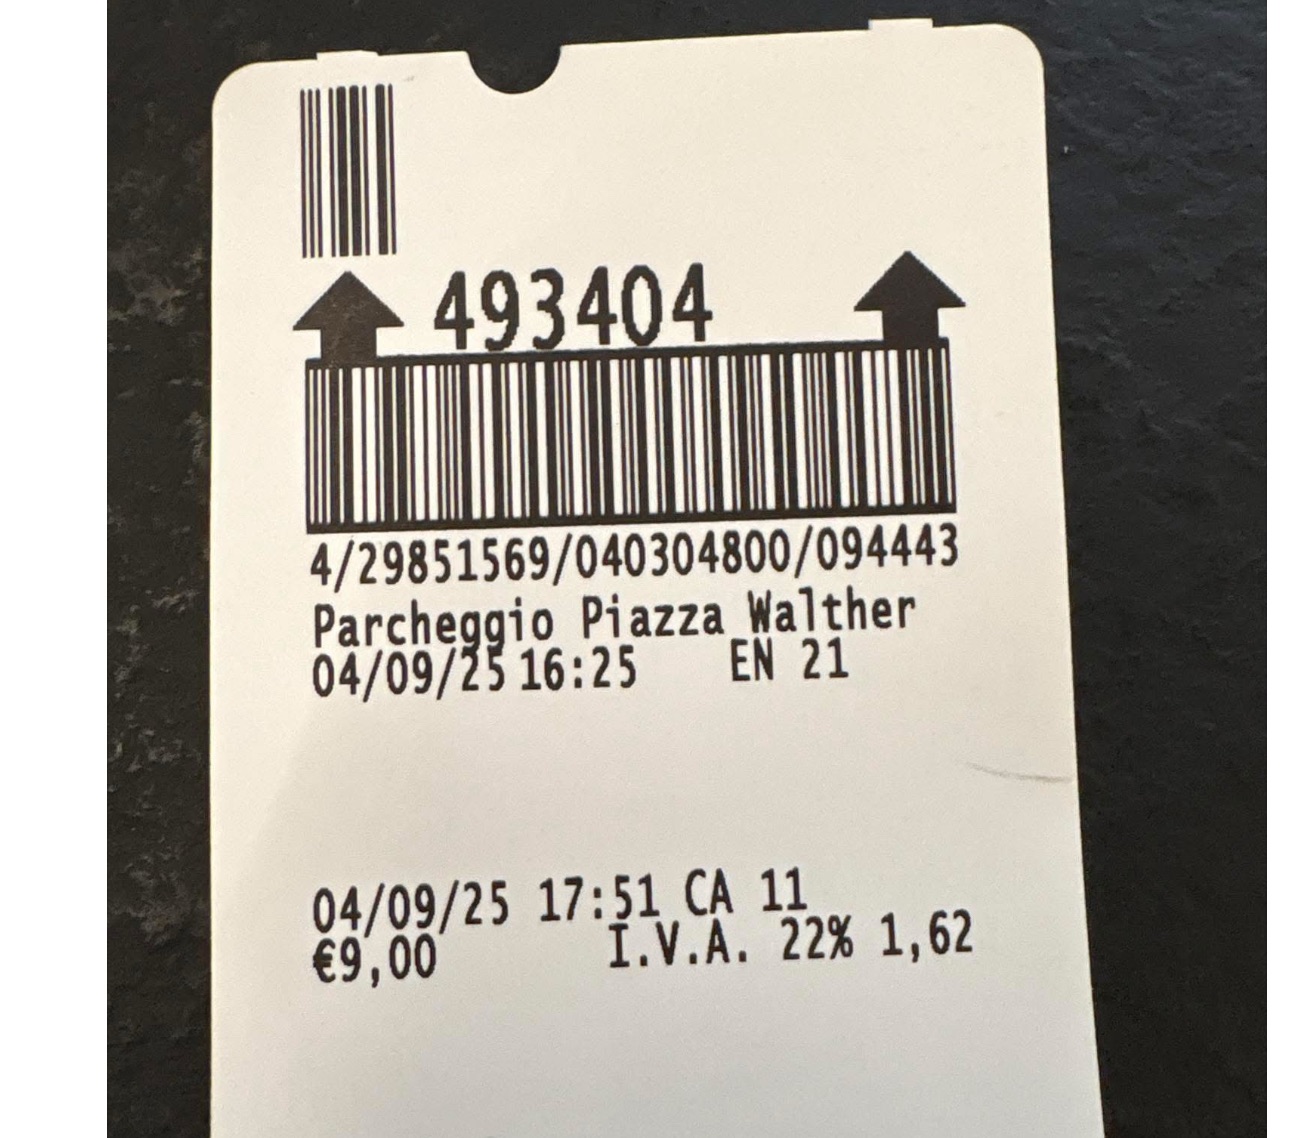 493404
4/29851569/040304800/094443
Parcheggio Piazza Walther
04/09/25 16:25 EN 21
04/09/25 17:51 CA 11
€9,00 I.V.A. 22% 1,62